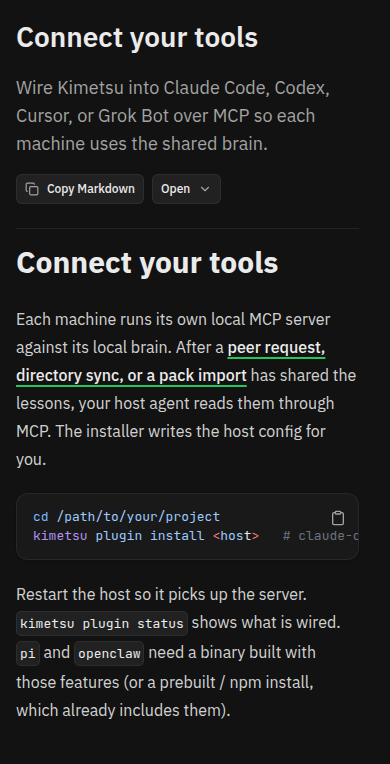 Connect your tools
Wire Kimetsu into Claude Code, Codex,
Cursor, or Grok Bot over MCP so each
machine uses the shared brain.
Copy Markdown
Open
Connect your tools
Each machine runs its own local MCP server
against its local brain. After a peer request,
directory sync, or a pack import has shared the
lessons, your host agent reads them through
MCP. The installer writes the host config for
you.
cd /path/to/your/project
kimetsu plugin install <host>   # claude-c
Restart the host so it picks up the server.
kimetsu plugin status shows what is wired.
pi and openclaw need a binary built with
those features (or a prebuilt / npm install,
which already includes them).